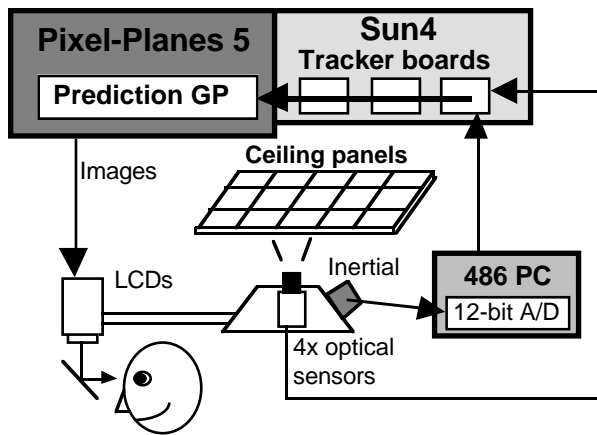 Pixel-Planes 5
Prediction GP
Sun4
Tracker boards
Images
Ceiling panels
LCDs
Inertial
486 PC
12-bit A/D
4x optical
sensors